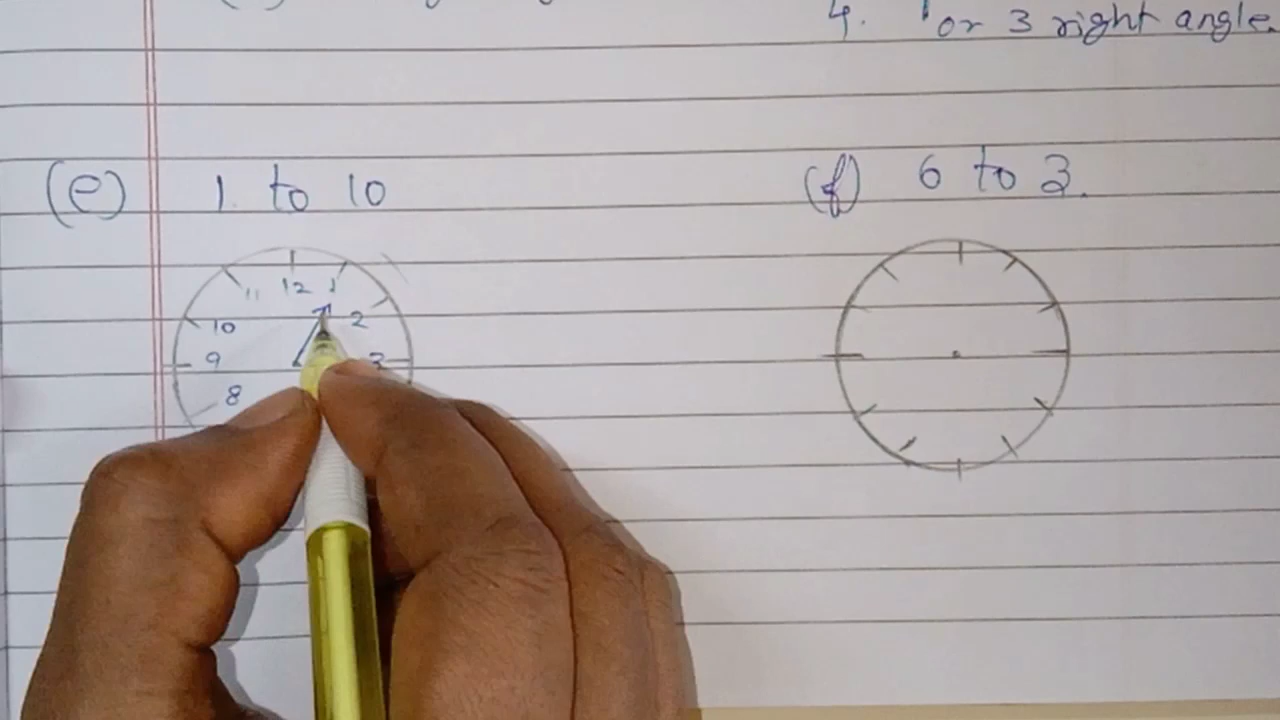 4. or 3 right angle.
(e) 1 to 10
(f) 6 to 3.
11 12 1
10 2
9 3
8